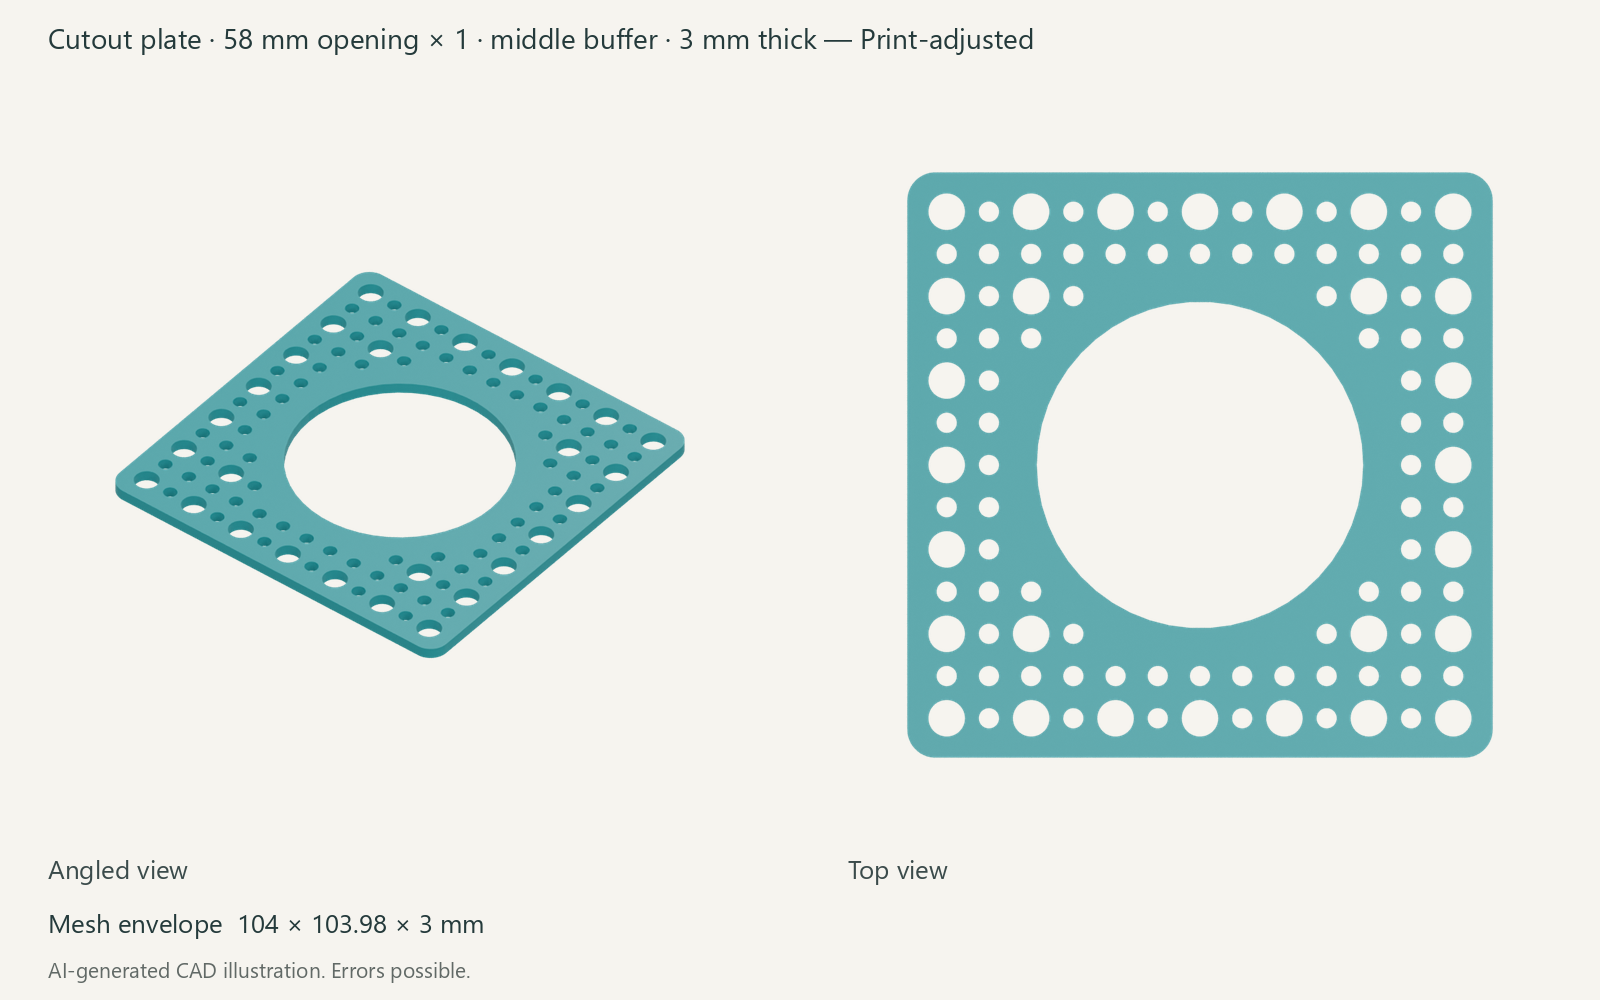 Cutout plate · 58 mm opening × 1 · middle buffer · 3 mm thick — Print-adjusted
Angled view
Top view
Mesh envelope 104 × 103.98 × 3 mm
AI-generated CAD illustration. Errors possible.